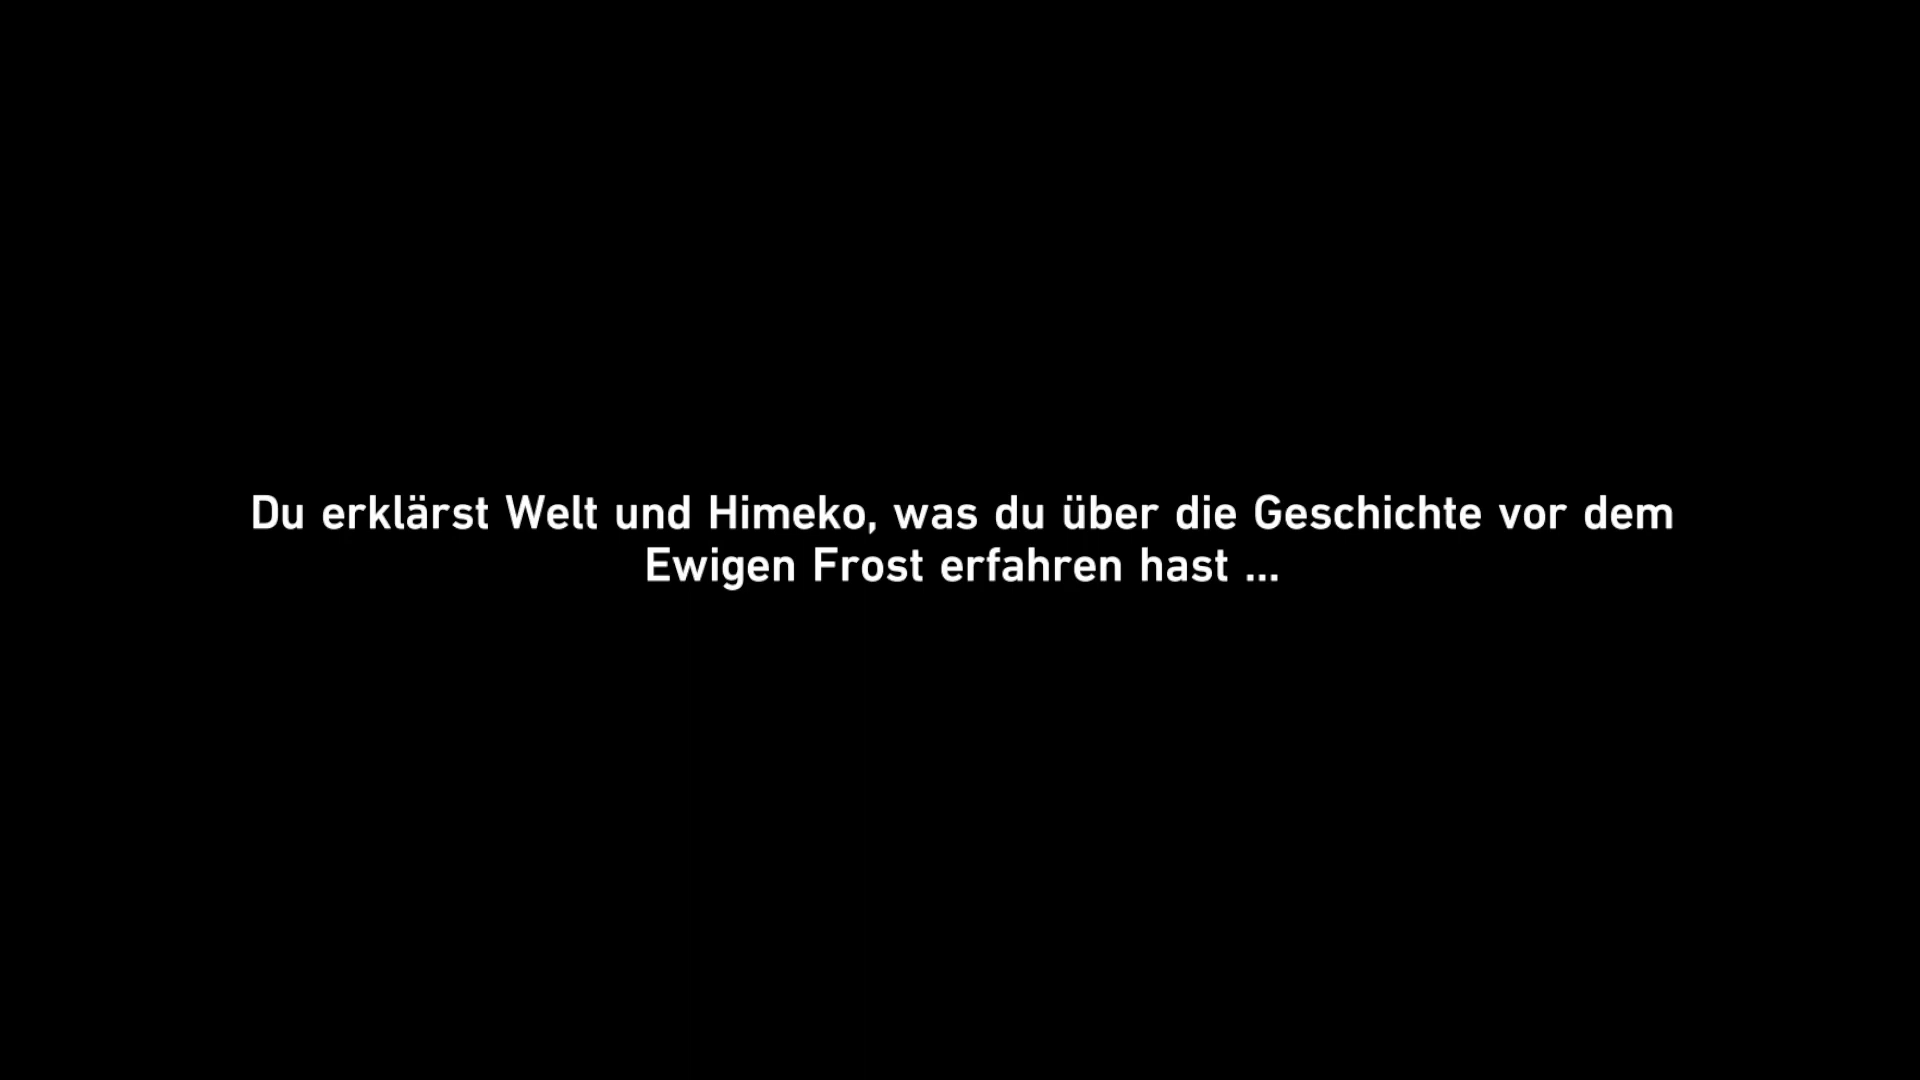 Du erklärst Welt und Himeko, was du über die Geschichte vor dem
Ewigen Frost erfahren hast ...